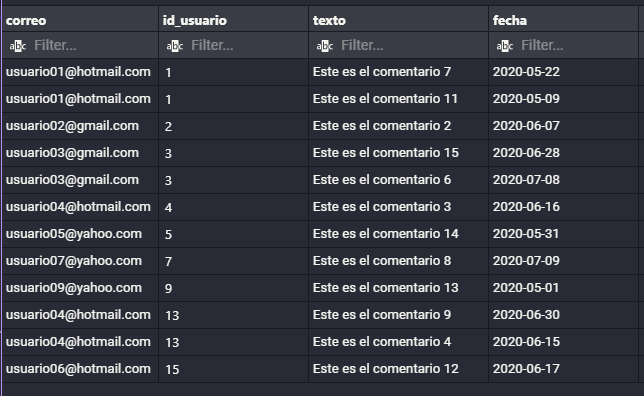 correo id_usuario texto fecha
abc Filter... abc Filter... abc Filter... abc Filter...
usuario01@hotmail.com 1 Este es el comentario 7 2020-05-22
usuario01@hotmail.com 1 Este es el comentario 11 2020-05-09
usuario02@gmail.com 2 Este es el comentario 2 2020-06-07
usuario03@gmail.com 3 Este es el comentario 15 2020-06-28
usuario03@gmail.com 3 Este es el comentario 6 2020-07-08
usuario04@hotmail.com 4 Este es el comentario 3 2020-06-16
usuario05@yahoo.com 5 Este es el comentario 14 2020-05-31
usuario07@yahoo.com 7 Este es el comentario 8 2020-07-09
usuario09@yahoo.com 9 Este es el comentario 13 2020-05-01
usuario04@hotmail.com 13 Este es el comentario 9 2020-06-30
usuario04@hotmail.com 13 Este es el comentario 4 2020-06-15
usuario06@hotmail.com 15 Este es el comentario 12 2020-06-17